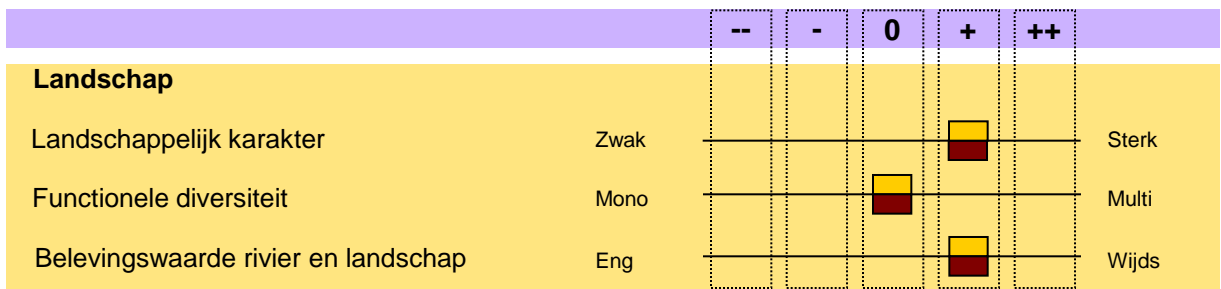 -- - 0 + ++
Landschap
Landschappelijk karakter Zwak Sterk
Functionele diversiteit Mono Multi
Belevingswaarde rivier en landschap Eng Wijds